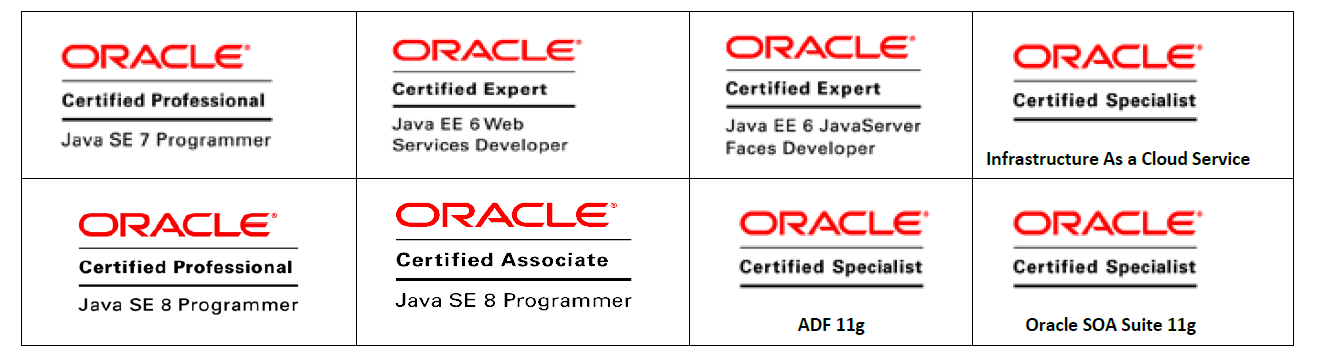 ORACLE®
Certified Professional
Java SE 7 Programmer
ORACLE®
Certified Expert
Java EE 6 Web
Services Developer
ORACLE®
Certified Expert
Java EE 6 JavaServer
Faces Developer
ORACLE®
Certified Specialist
Infrastructure As a Cloud Service
ORACLE®
Certified Professional
Java SE 8 Programmer
ORACLE®
Certified Associate
Java SE 8 Programmer
ORACLE®
Certified Specialist
ADF 11g
ORACLE®
Certified Specialist
Oracle SOA Suite 11g